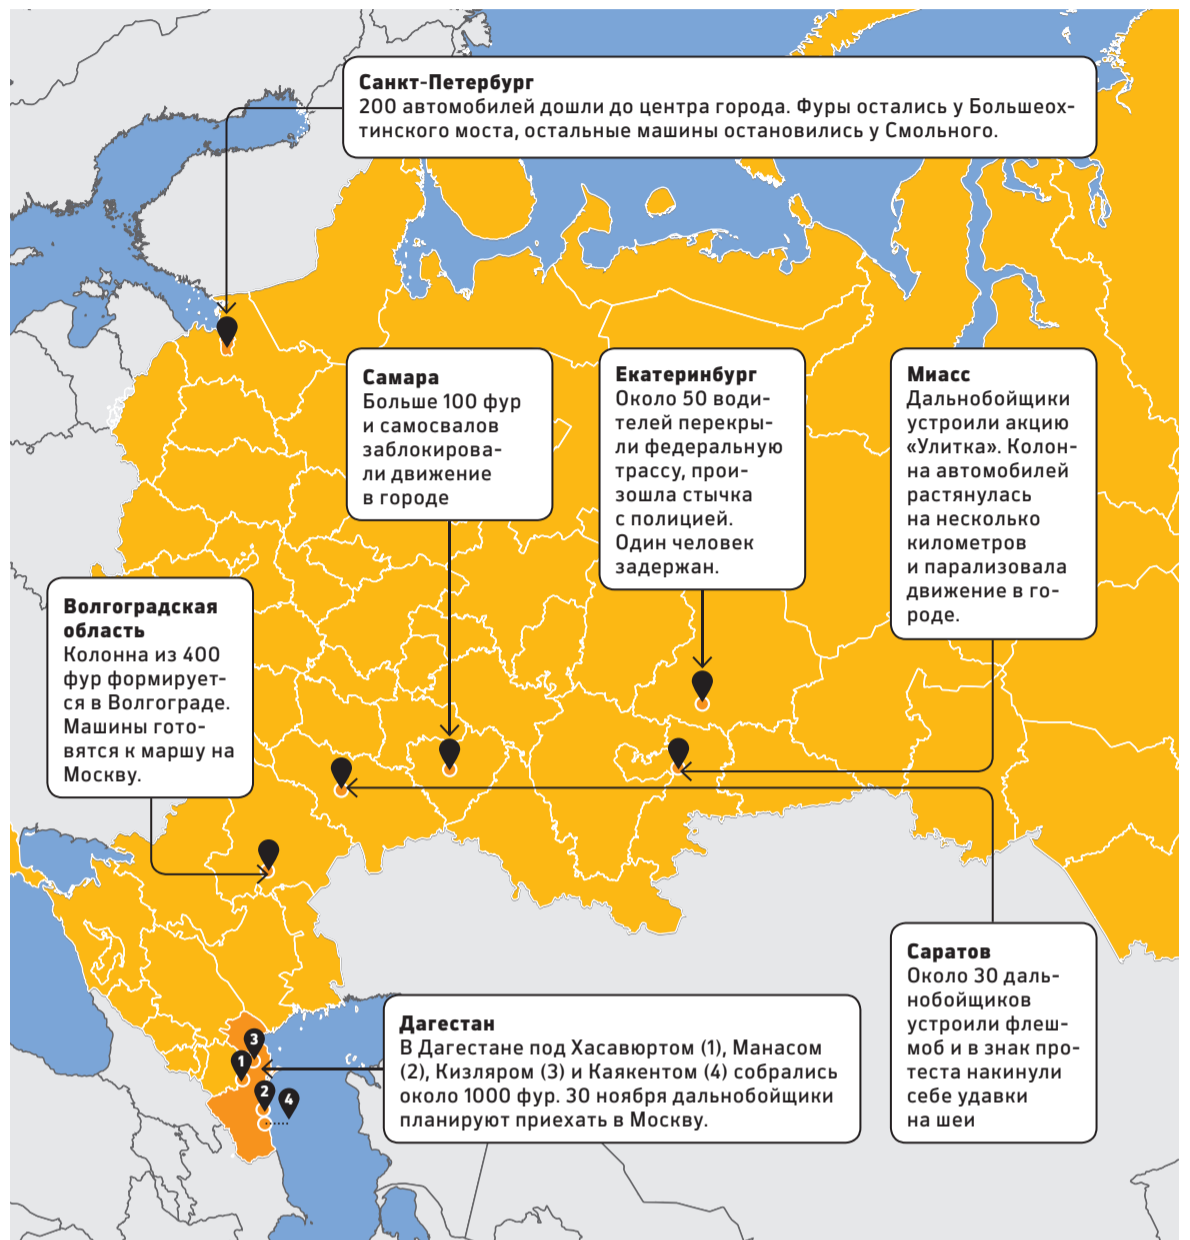 Санкт-Петербург
200 автомобилей дошли до центра города. Фуры остались у Большеох-
тинского моста, остальные машины остановились у Смольного.
Самара
Больше 100 фур
и самосвалов
заблокирова-
ли движение
в городе
Екатеринбург
Около 50 води-
телей перекры-
ли федеральную
трассу, прои-
зошла стычка
с полицией.
Один человек
задержан.
Миасс
Дальнобойщики
устроили акцию
«Улитка». Колон-
на автомобилей
растянулась
на несколько
километров
и парализовала
движение в го-
роде.
Волгоградская
область
Колонна из 400
фур формирует-
ся в Волгограде.
Машины гото-
вятся к маршу на
Москву.
Саратов
Около 30 даль-
нобойщиков
устроили флеш-
моб и в знак про-
теста накинули
себе удавки
на шеи
Дагестан
В Дагестане под Хасавюртом (1), Манасом
(2), Кизляром (3) и Каякентом (4) собрались
около 1000 фур. 30 ноября дальнобойщики
планируют приехать в Москву.
3
1
2
4